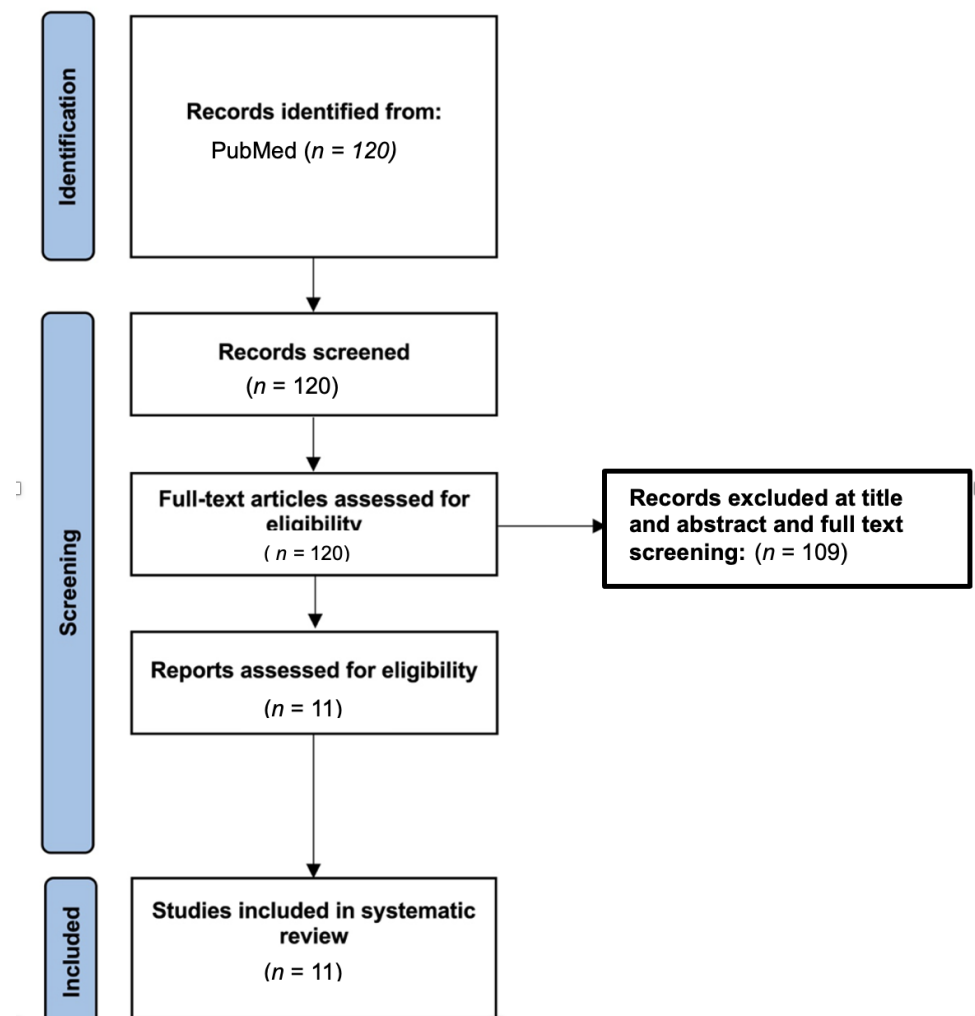 Identification
Records identified from:
PubMed (n = 120)
Screening
Records screened
(n = 120)
Full-text articles assessed for
eligibility
( n = 120)
Records excluded at title
and abstract and full text
screening: (n = 109)
Reports assessed for eligibility
(n = 11)
Included
Studies included in systematic
review
(n = 11)